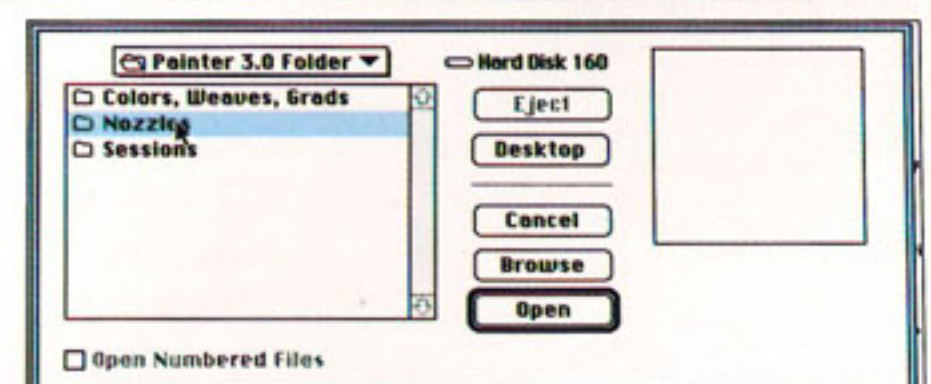 Painter 3.0 Folder
Hard Disk 160
Colors, Weaves, Grads
Nozzles
Sessions
Eject
Desktop
Cancel
Browse
Open
Open Numbered Files